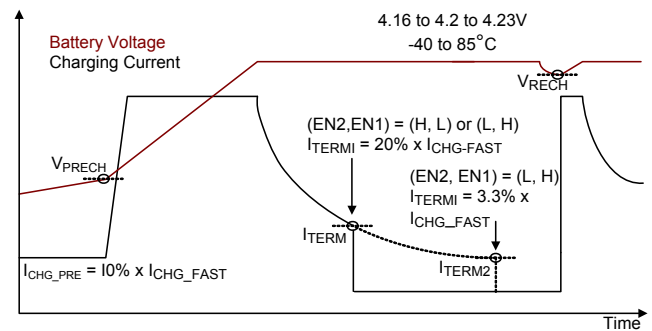 4.16 to 4.2 to 4.23V
-40 to 85°C
Battery Voltage
Charging Current
VRECH
(EN2,EN1) = (H, L) or (L, H)
ITERMI = 20% x ICHG-FAST
VPRECH
(EN2, EN1) = (L, H)
ITERMI = 3.3% x
ICHG_FAST
ITERM
ITERM2
ICHG_PRE = I0% x ICHG_FAST
Time